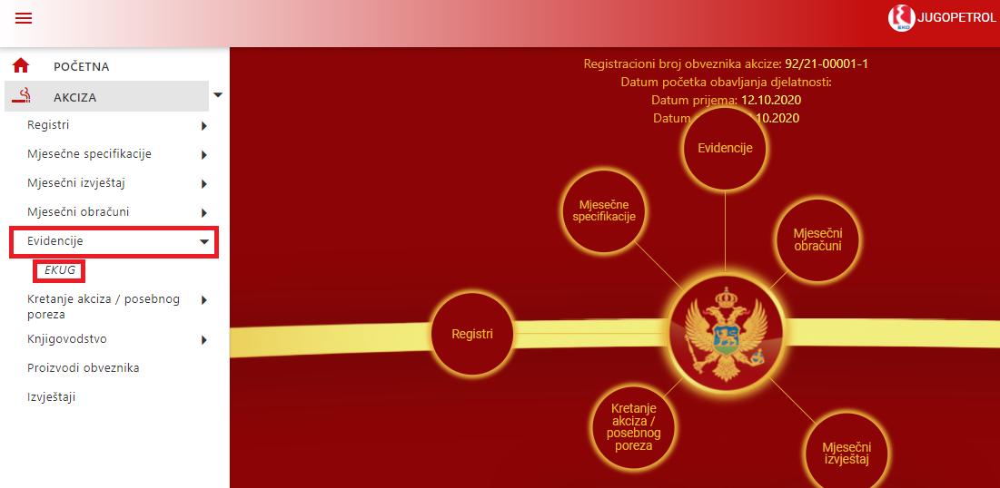 JUGOPETROL
EKO
POČETNA
AKCIZA
Registri
Mjesečne specifikacije
Mjesečni izvještaj
Mjesečni obračuni
Evidencije
EKUG
Kretanje akciza / posebnog
poreza
Knjigovodstvo
Proizvodi obveznika
Izvještaji
Registracioni broj obveznika akcize: 92/21-00001-1
Datum početka obavljanja djelatnosti:
Datum prijema: 12.10.2020
Datum 10.2020
Evidencije
Mjesečne
specifikacije
Mjesečni
obračuni
Registri
Kretanje
akciza /
posebnog
poreza
Mjesečni
izvještaj